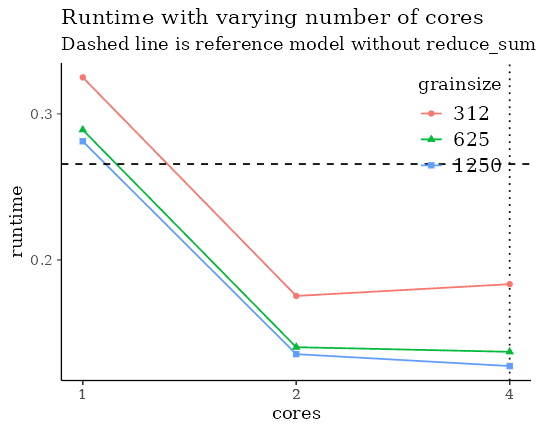 Runtime with varying number of cores
Dashed line is reference model without reduce_sum
grainsize
312
625
1250
0.3
0.2
runtime
1
2
4
cores